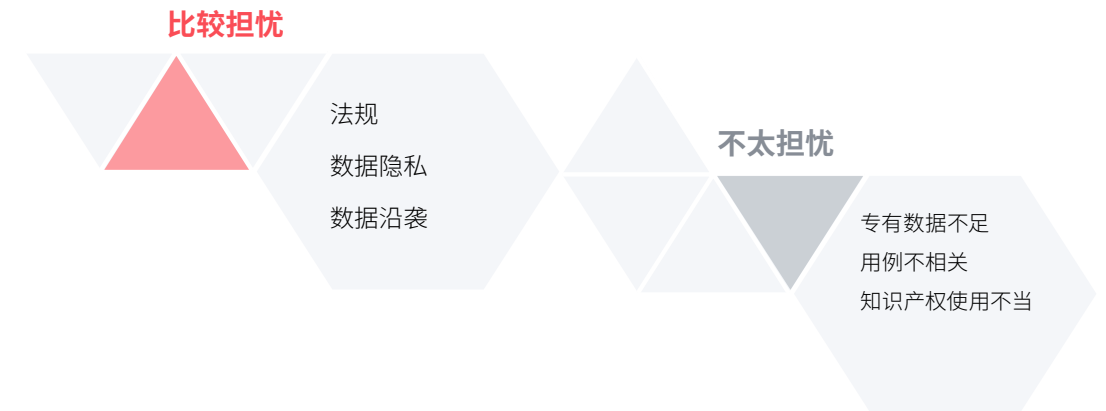 比较担忧
法规
数据隐私
数据沿袭
不太担忧
专有数据不足
用例不相关
知识产权使用不当